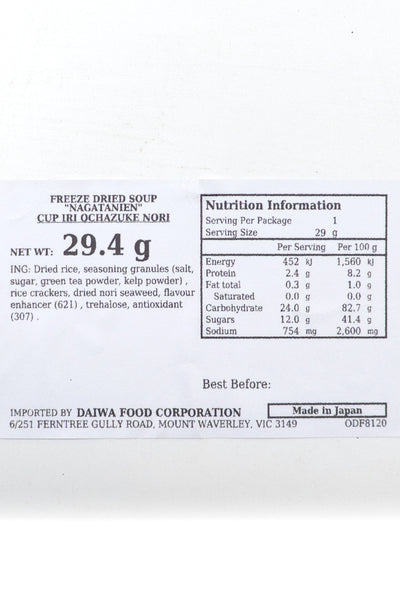 FREEZE DRIED SOUP
"NAGATANIEN"
CUP IRI OCHAZUKE NORI
NET WT: 29.4 g
ING: Dried rice, seasoning granules (salt,
sugar, green tea powder, kelp powder) ,
rice crackers, dried nori seaweed, flavour
enhancer (621) , trehalose, antioxidant
(307) .
Nutrition Information
Serving Per Package 1
Serving Size 29 g
Per Serving Per 100 g
Energy 452 kJ 1,560 kJ
Protein 2.4 g 8.2 g
Fat total 0.3 g 1.0 g
Saturated 0.0 g 0.0 g
Carbohydrate 24.0 g 82.7 g
Sugars 12.0 g 41.4 g
Sodium 754 mg 2,600 mg
Best Before:
IMPORTED BY DAIWA FOOD CORPORATION Made in Japan
6/251 FERNTREE GULLY ROAD, MOUNT WAVERLEY, VIC 3149 ODF8120